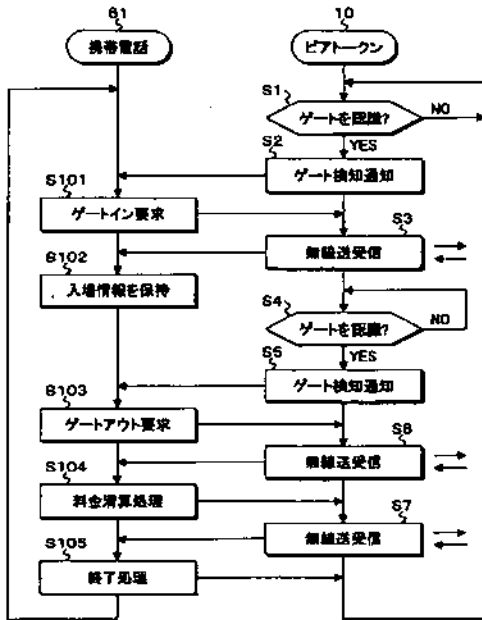 61
10
携帯電話
ピアトークン
S1
ゲートを認識?
NO
YES
S2
ゲート検知通知
S101
ゲートイン要求
S3
無線送受信
S102
入場情報を保持
S4
ゲートを認識?
NO
YES
S5
ゲート検知通知
S103
ゲートアウト要求
S6
無線送受信
S104
料金清算処理
S7
無線送受信
S105
終了処理